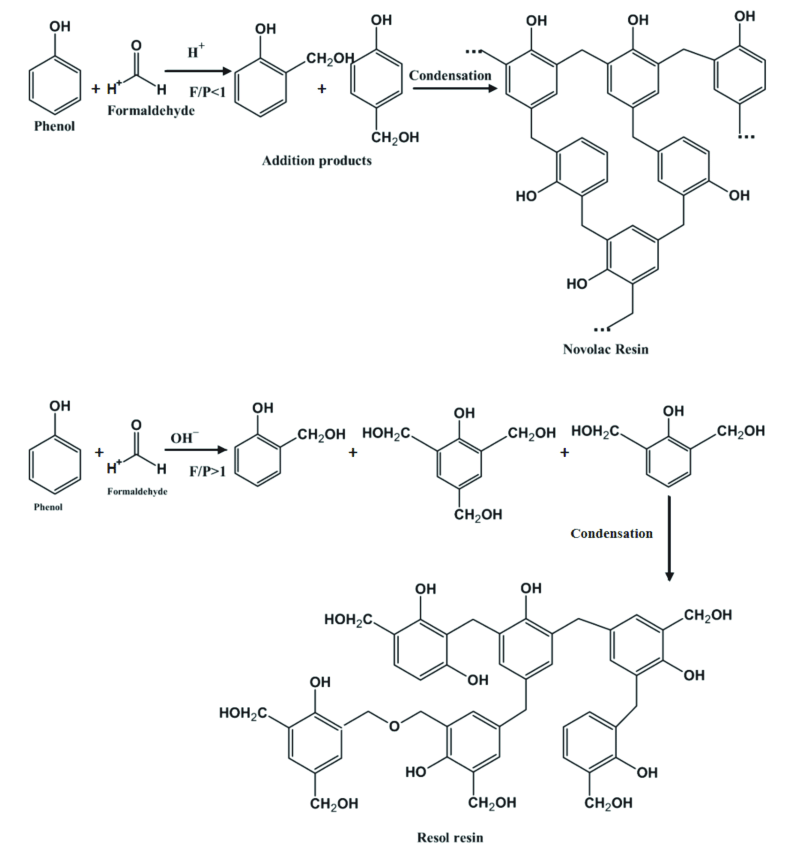 OH
O
H+
H
+
H+
F/P<1
Phenol
Formaldehyde
OH
CH2OH
+
OH
CH2OH
Addition products
Condensation
OH
OH
OH
...
...
HO
OH
HO
...
Novolac Resin
OH
O
H+
H
+
OH−
F/P>1
Phenol
Formaldehyde
OH
CH2OH
+
HOH2C
OH
CH2OH
CH2OH
+
HOH2C
OH
CH2OH
Condensation
OH
HOH2C
OH
OH
CH2OH
OH
OH
HOH2C
O
CH2OH
HO
CH2OH
OH
CH2OH
Resol resin